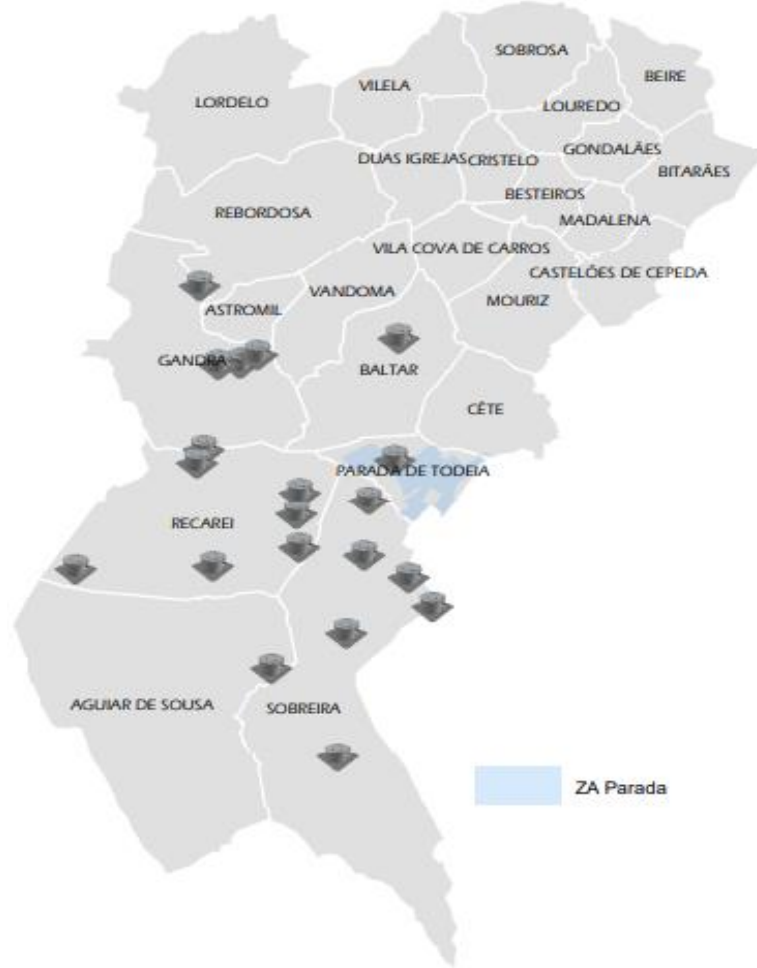 SOBROSA
BEIRE
VILELA
LORDELO
LOUREDO
GONDALÃES
DUAS IGREJAS
CRISTELO
BITARÃES
BESTEIROS
REBORDOSA
MADALENA
VILA COVA DE CARROS
CASTELÕES DE CEPEDA
VANDOMA
MOURIZ
ASTROMIL
GANDRA
BALTAR
CÊTE
PARADA DE TODEIA
RECAREI
AGUIAR DE SOUSA
SOBREIRA
ZA Parada